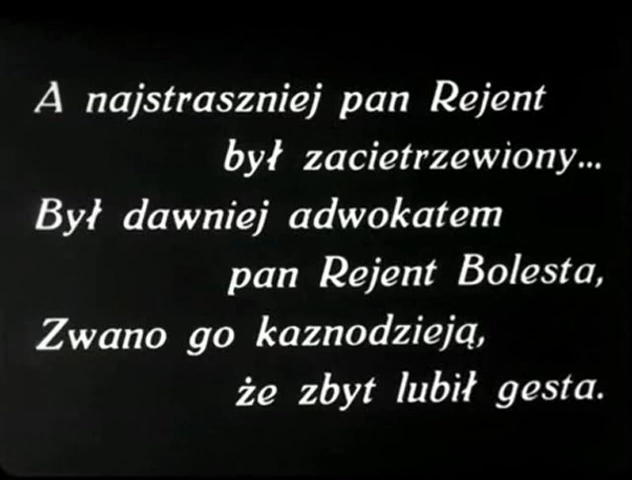 A najstraszniej pan Rejent
był zacietrzewiony...
Był dawniej adwokatem
pan Rejent Bolesta,
Zwano go kaznodzieją,
że zbyt lubił gesta.